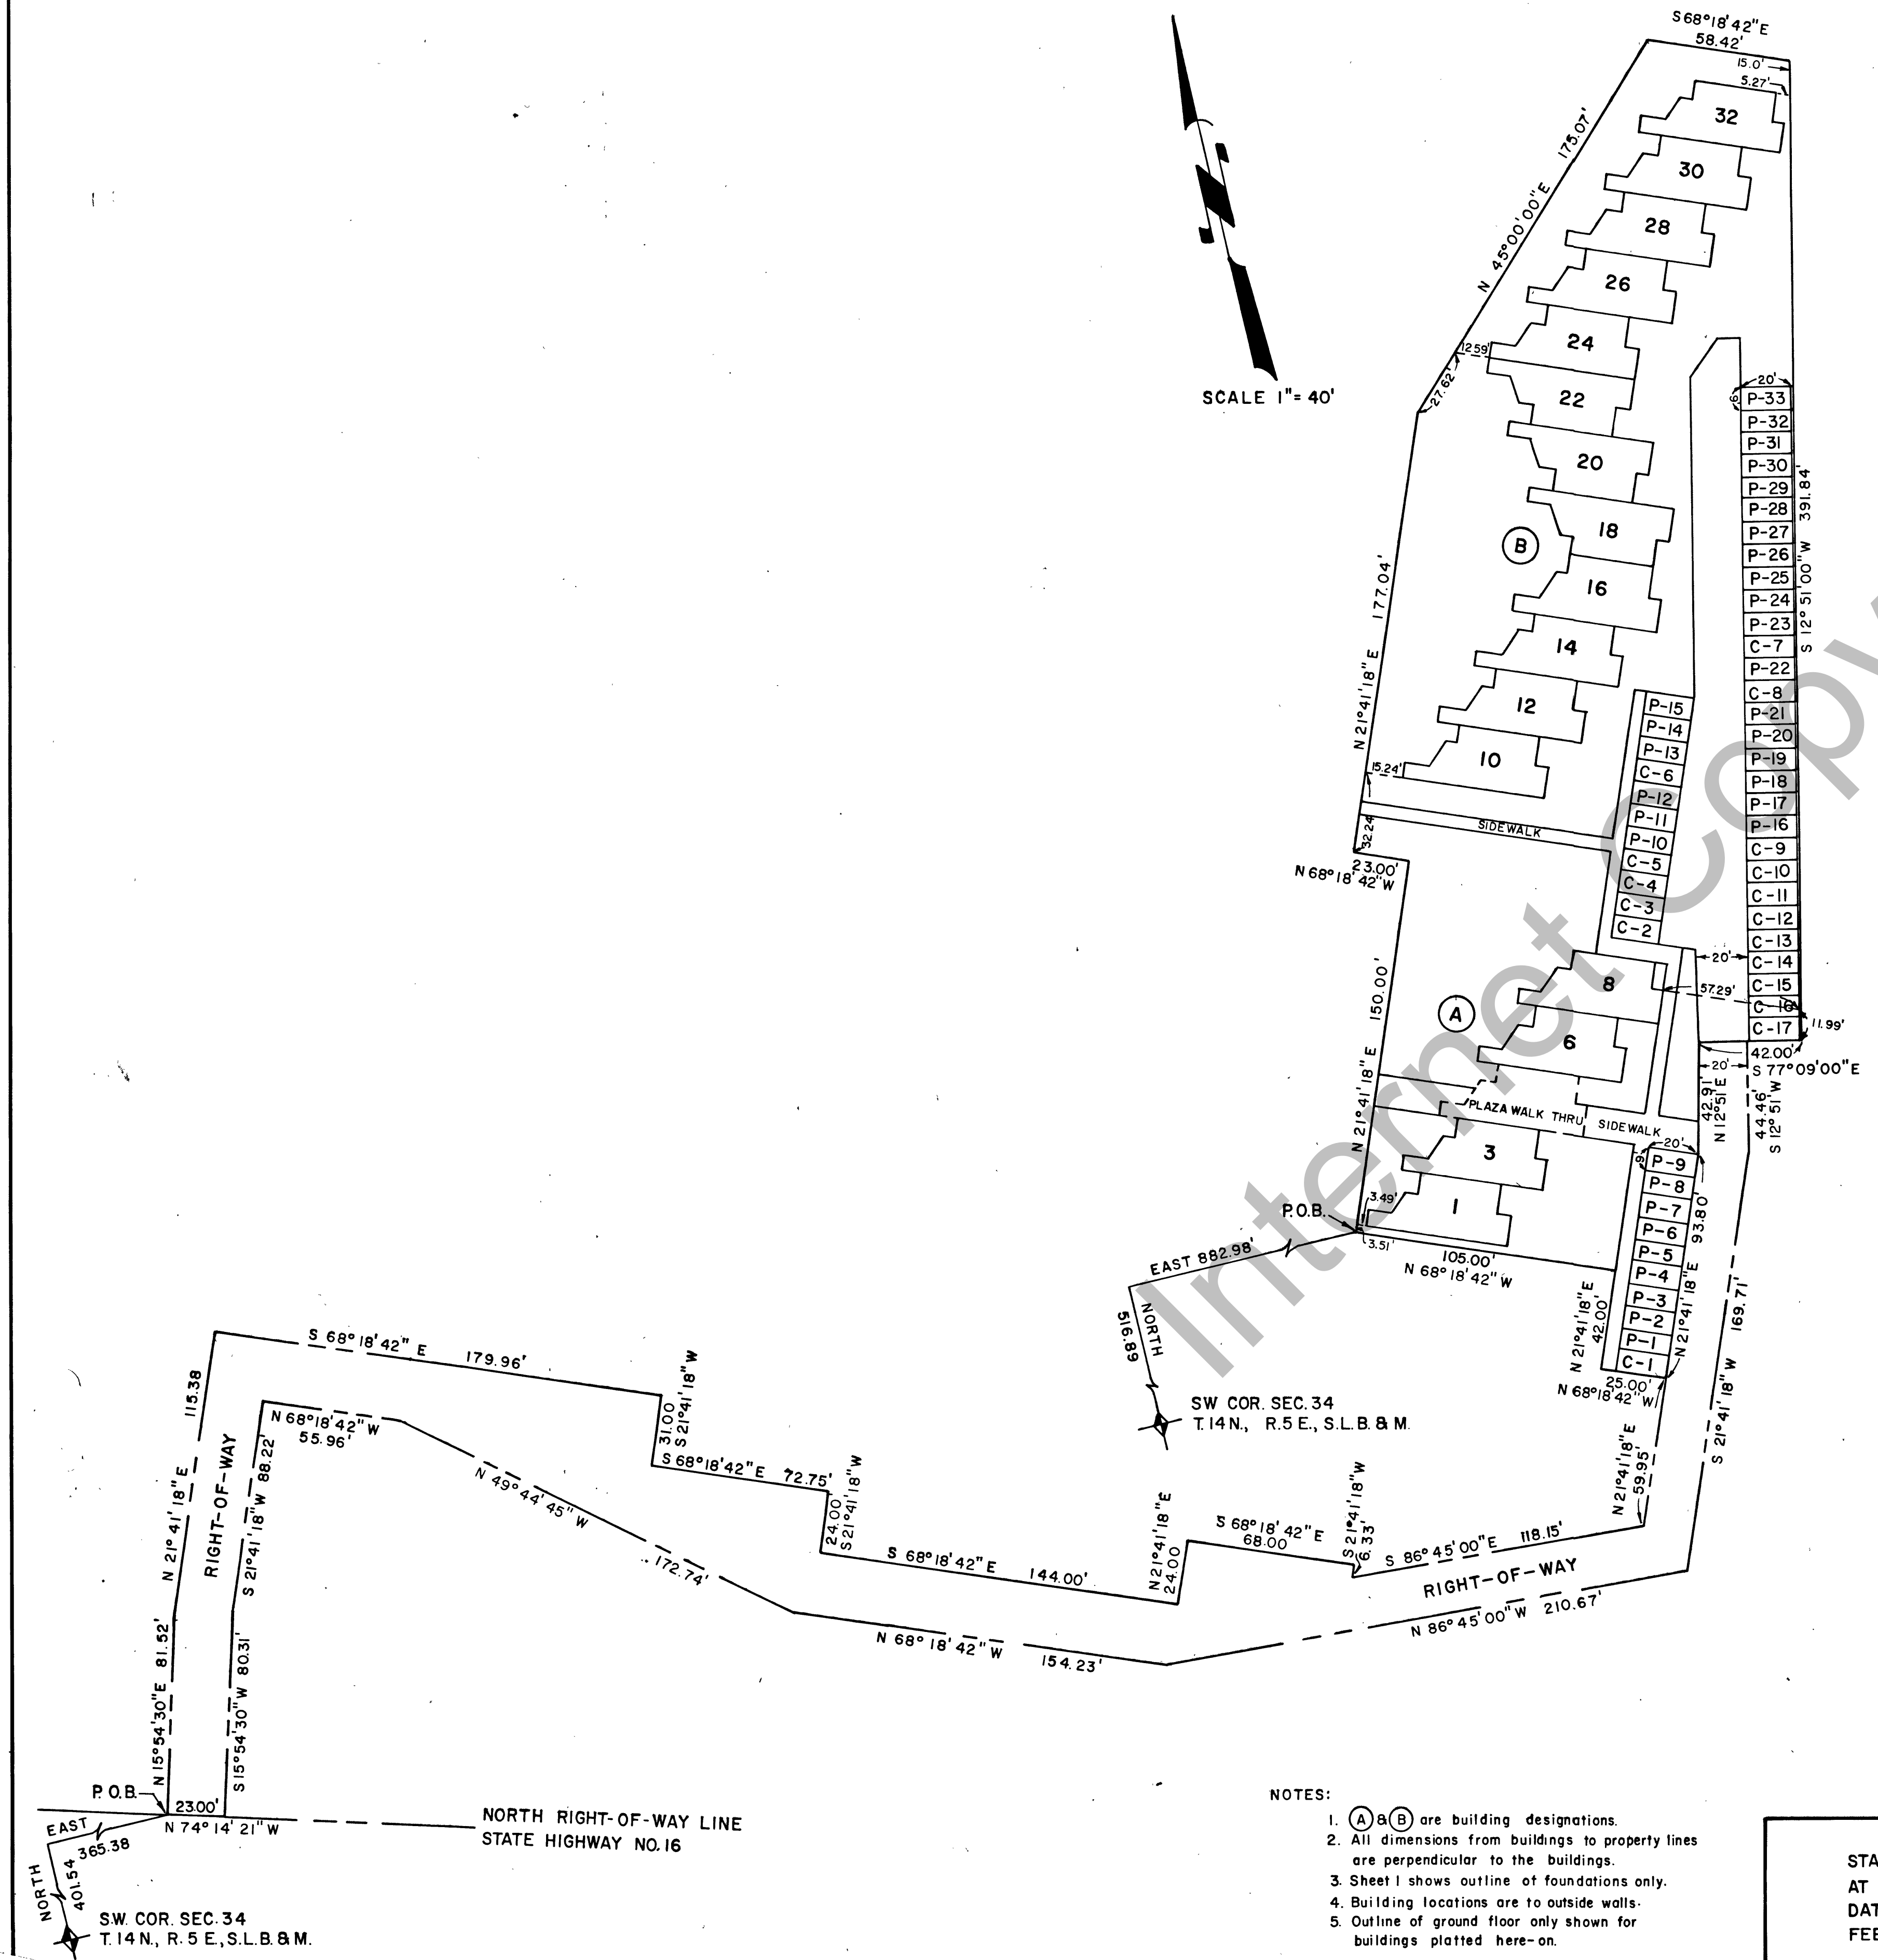 S 68°18'42"E
58.42'
15.0'
5.27'
32
30
28
26
24
22
20
18
16
14
12
10
175.07'
N 45°00'00"E
12.59'
27.62'
SCALE 1"= 40'
B
177.04'
N 21°41'18"E
15.24'
32.24'
SIDEWALK
23.00'
N 68°18'42"W
20'
9'
P-33
P-32
P-31
P-30
P-29
P-28
P-27
P-26
P-25
P-24
P-23
C-7
P-22
C-8
P-21
P-20
P-19
P-18
P-17
P-16
C-9
C-10
C-11
C-12
C-13
C-14
C-15
C-16
C-17
S 12°51'00"W 391.84'
P-15
P-14
P-13
C-6
P-12
P-11
P-10
C-5
C-4
C-3
C-2
20'
57.29'
11.99'
42.00'
S 77°09'00"E
20'
42.91'
N 12°51'E
44.46'
S 12°51'W
8
A
6
150.00'
N 21°41'18"E
PLAZA WALK THRU
SIDEWALK
3
1
3.49'
3.51'
P.O.B.
105.00'
N 68°18'42"W
20'
9'
P-9
P-8
P-7
P-6
P-5
P-4
P-3
P-2
P-1
C-1
N 21°41'18"E 93.80'
N 21°41'18"E
42.00'
25.00'
N 68°18'42"W
S 21°41'18"W 169.71'
N 21°41'18"E
59.95'
EAST 882.98'
NORTH
516.89
SW COR. SEC. 34
T. 14 N., R. 5 E., S.L.B. & M.
S 68°18'42"E 179.96'
115.38
N 21°41'18"E
RIGHT-OF-WAY
S 21°41'18"W 88.22'
N 68°18'42"W
55.96'
31.00
S 21°41'18"W
S 68°18'42"E 72.75'
24.00
S 21°41'18"W
N 49°44'45"W
172.74'
S 68°18'42"E 144.00'
N 21°41'18"E
24.00
S 68°18'42"E
68.00
S 21°41'18"W
6.33'
S 86°45'00"E 118.15'
RIGHT-OF-WAY
N 86°45'00"W 210.67'
N 68°18'42"W 154.23'
N 15°54'30"E 81.52'
S 15°54'30"W 80.31'
P.O.B.
23.00'
N 74°14'21"W
NORTH RIGHT-OF-WAY LINE
STATE HIGHWAY NO. 16
EAST
365.38
NORTH
401.54
S.W. COR. SEC. 34
T. 14 N., R. 5 E., S.L.B. & M.
NOTES:
1. A & B are building designations.
2. All dimensions from buildings to property lines
are perpendicular to the buildings.
3. Sheet 1 shows outline of foundations only.
4. Building locations are to outside walls.
5. Outline of ground floor only shown for
buildings platted here-on.
STA
AT
DAT
FEE
Internet Copy